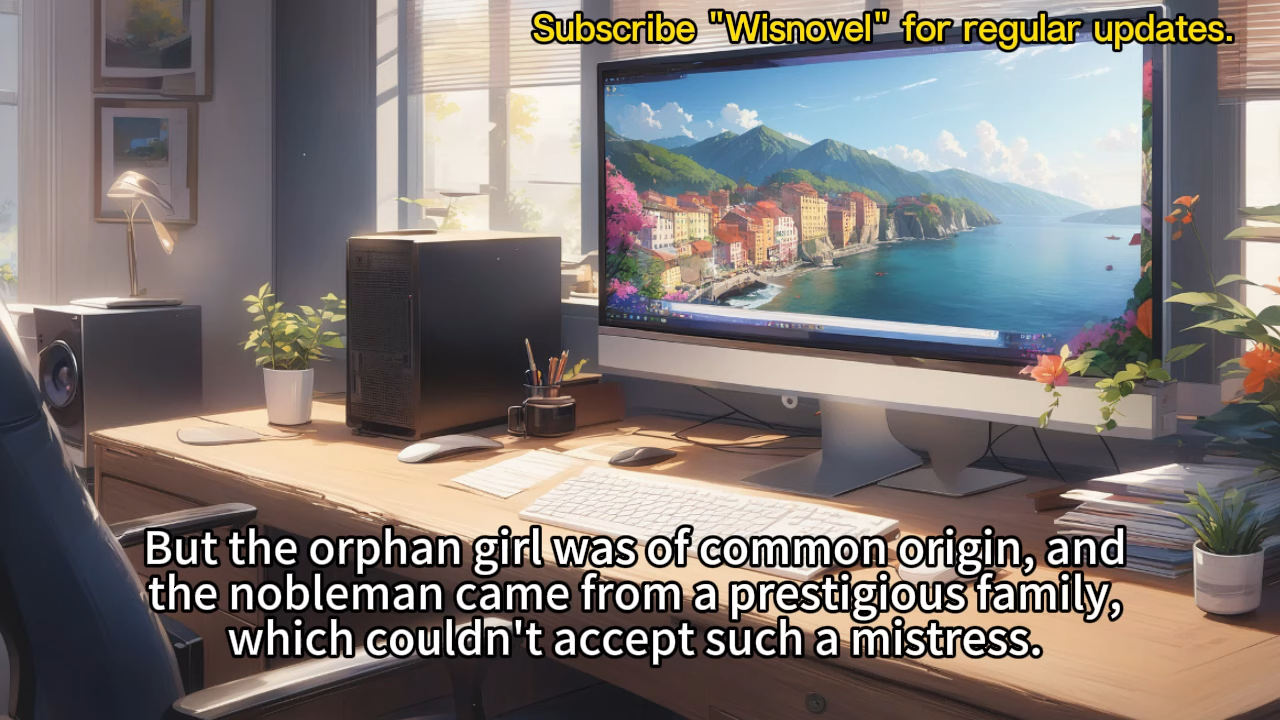 Subscribe "Wisnovel" for regular updates.
But the orphan girl was of common origin, and
the nobleman came from a prestigious family,
which couldn't accept such a mistress.